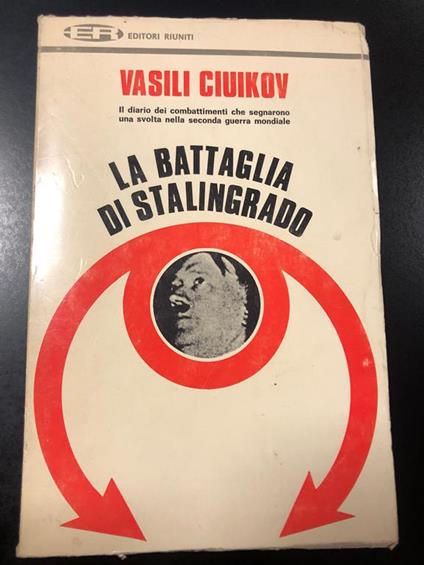 ER EDITORI RIUNITI
VASILI CIUIKOV
Il diario dei combattimenti che segnarono
una svolta nella seconda guerra mondiale
LA BATTAGLIA
DI STALINGRADO